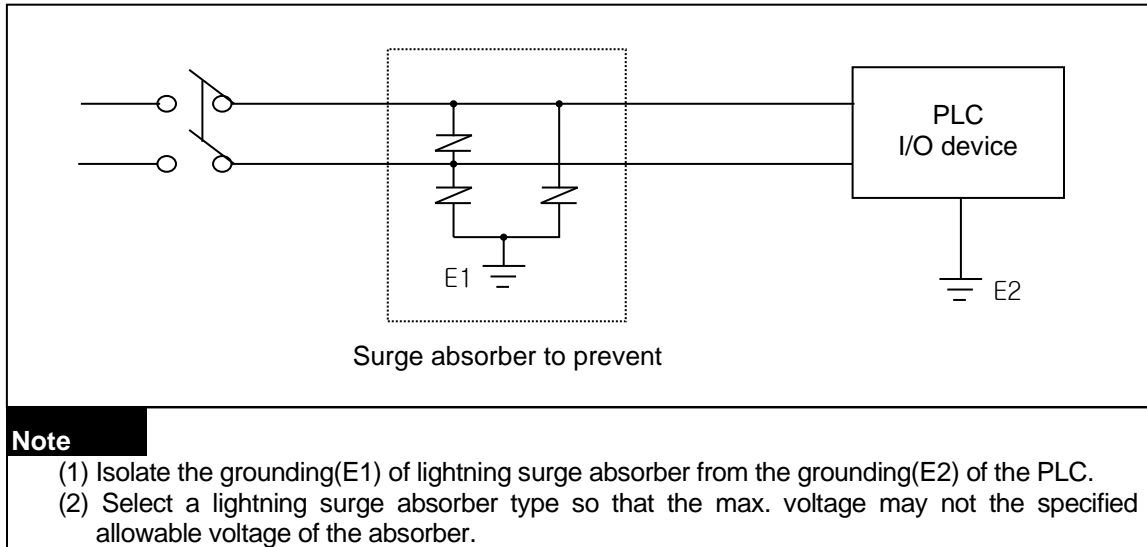 PLC
I/O device
E1
E2
Surge absorber to prevent
Note
(1) Isolate the grounding(E1) of lightning surge absorber from the grounding(E2) of the PLC.
(2) Select a lightning surge absorber type so that the max. voltage may not the specified
allowable voltage of the absorber.